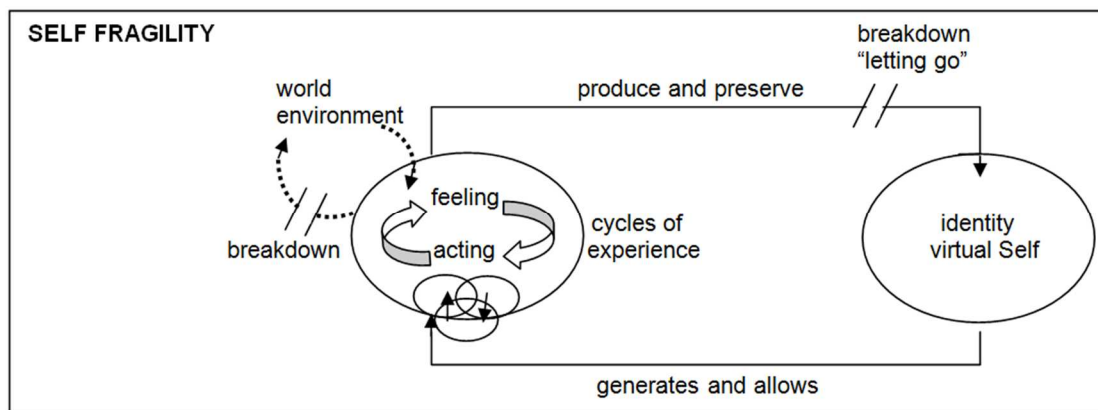 SELF FRAGILITY
breakdown
“letting go”
world
environment
produce and preserve
feeling
cycles of
experience
acting
breakdown
identity
virtual Self
generates and allows